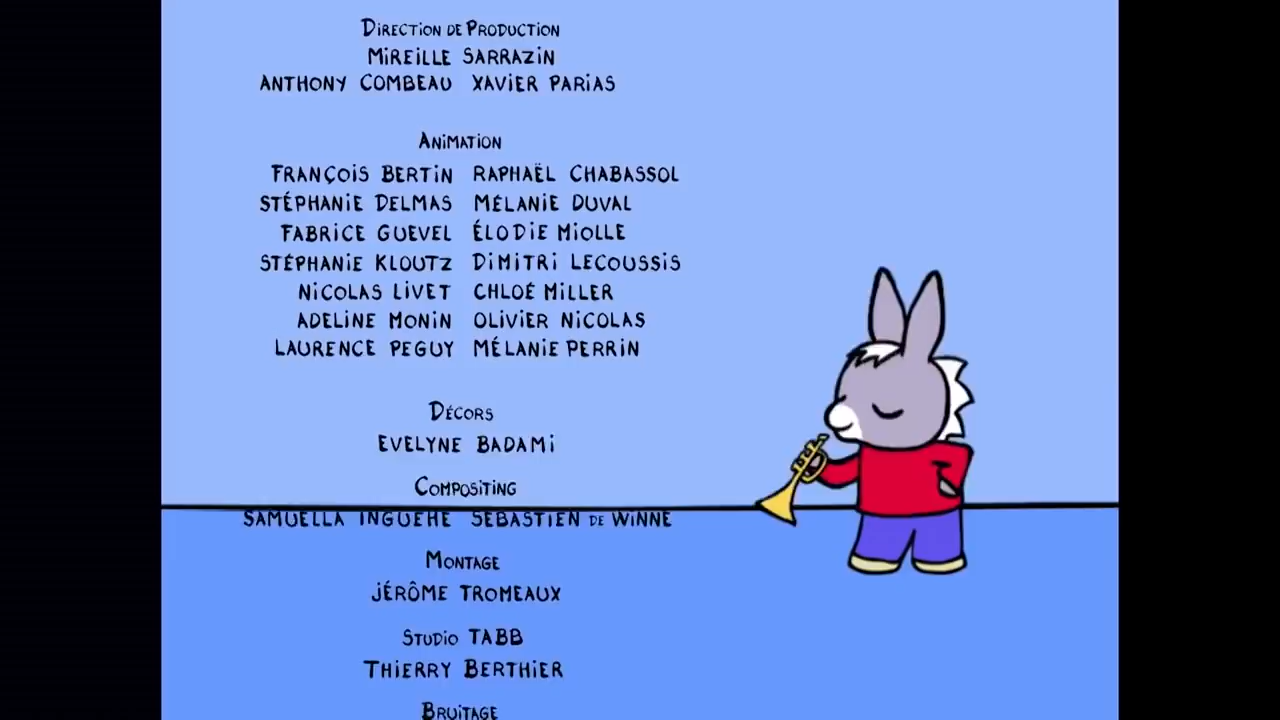 Direction de Production
MiREILLE SARRAZiN
ANTHONY COMBEAU XAViER PARiAS
Animation
FRANÇOiS BERTiN RAPHAËL CHABASSOL
STÉPHANiE DELMAS MÉLANiE DUVAL
FABRiCE GUEVEL ÉLODiE MiOLLE
STÉPHANiE KLOUTZ DiMiTRi LECOUSSiS
NiCOLAS LiVET CHLOÉ MiLLER
ADELiNE MONiN OLiViER NiCOLAS
LAURENCE PEGUY MÉLANiE PERRiN
Décors
EVELYNE BADAMi
Compositing
SAMUELLA INGUEHE SEBASTiEN DE WiNNE
Montage
JÉRÔME TROMEAUX
Studio TABB
THiERRY BERTHiER
Bruitage